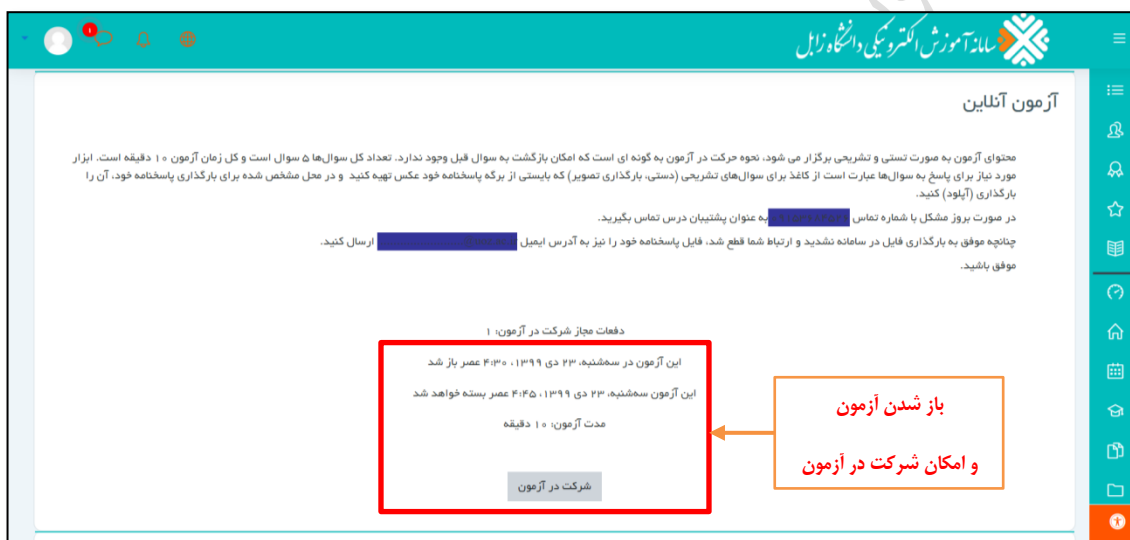 سامانه آموزش الکترونیکی دانشگاه زابل
۱
آزمون آنلاین
محتوای آزمون به صورت تستی و تشریحی برگزار می شود، نحوه حرکت در آزمون به گونه ای است که امکان بازگشت به سوال قبل وجود ندارد. تعداد کل سوال‌ها ۵ سوال است و کل زمان آزمون ۱۰ دقیقه است. ابزار
مورد نیاز برای پاسخ به سوال‌ها عبارت است از کاغذ برای سوال‌های تشریحی (دستی، بارگذاری تصویر) که بایستی از برگه پاسخنامه خود عکس تهیه کنید و در محل مشخص شده برای بارگذاری پاسخنامه خود، آن را
بارگذاری (آپلود) کنید.
در صورت بروز مشکل با شماره تماس به عنوان پشتیبان درس تماس بگیرید.
چنانچه موفق به بارگذاری فایل در سامانه نشدید و ارتباط شما قطع شد، فایل پاسخنامه خود را نیز به آدرس ایمیل ارسال کنید.
موفق باشید.
دفعات مجاز شرکت در آزمون: ۱
این آزمون در سه‌شنبه، ۲۳ دی ۱۳۹۹، ۴:۳۰ عصر باز شد
این آزمون سه‌شنبه، ۲۳ دی ۱۳۹۹، ۴:۴۵ عصر بسته خواهد شد
مدت آزمون: ۱۰ دقیقه
شرکت در آزمون
باز شدن آزمون
و امکان شرکت در آزمون